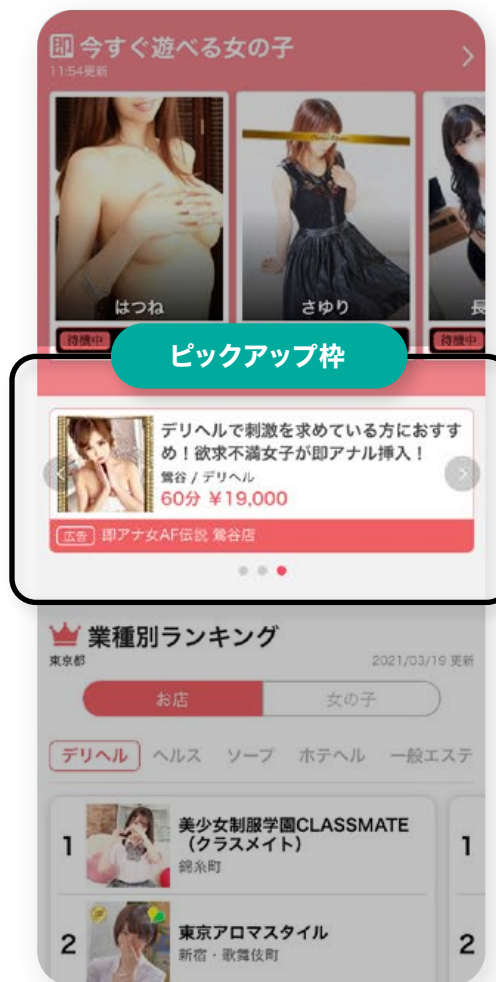 即 今すぐ遊べる女の子
11:54更新
はつね
さゆり
長
待機中
待機中
ピックアップ枠
デリヘルで刺激を求めている方におすす
め！欲求不満女子が即アナル挿入！
鶯谷 / デリヘル
60分 ¥19,000
広告 即アナ女AF伝説 鶯谷店
業種別ランキング
東京都
2021/03/19 更新
お店
女の子
デリヘル ヘルス ソープ ホテヘル 一般エステ
1
美少女制服学園CLASSMATE
（クラスメイト）
錦糸町
1
2
東京アロマスタイル
新宿・歌舞伎町
2